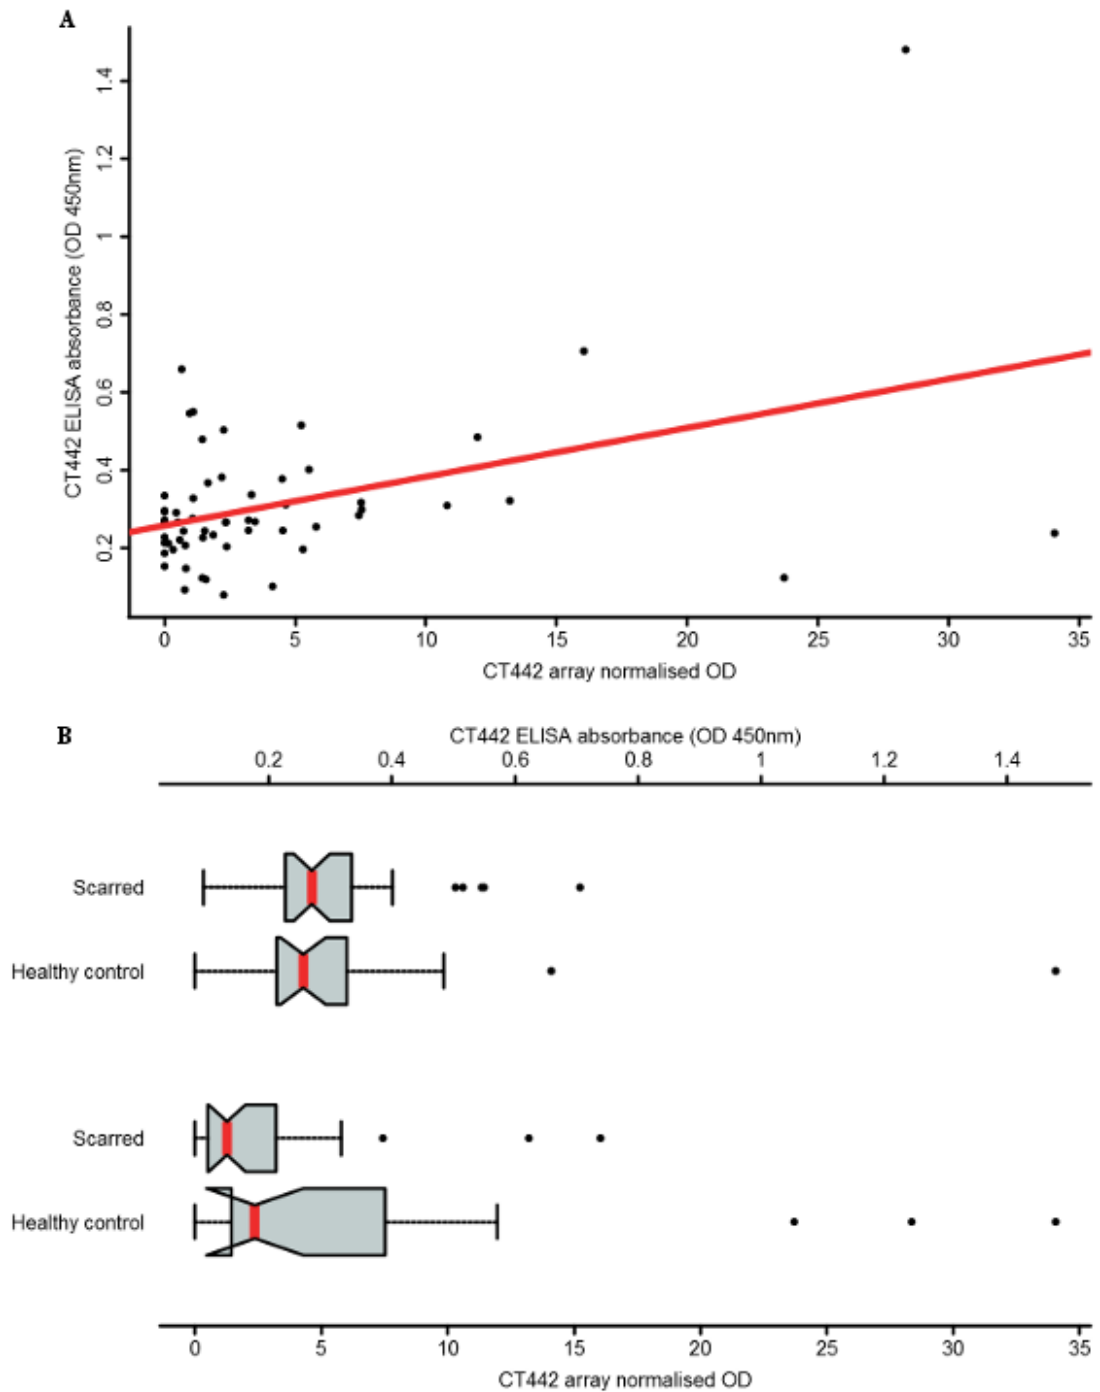 A
CT442 ELISA absorbance (OD 450nm)
1.4
1.2
1
0.8
0.6
0.4
0.2
0 5 10 15 20 25 30 35
CT442 array normalised OD
B
CT442 ELISA absorbance (OD 450nm)
0.2 0.4 0.6 0.8 1 1.2 1.4
Scarred
Healthy control
Scarred
Healthy control
0 5 10 15 20 25 30 35
CT442 array normalised OD